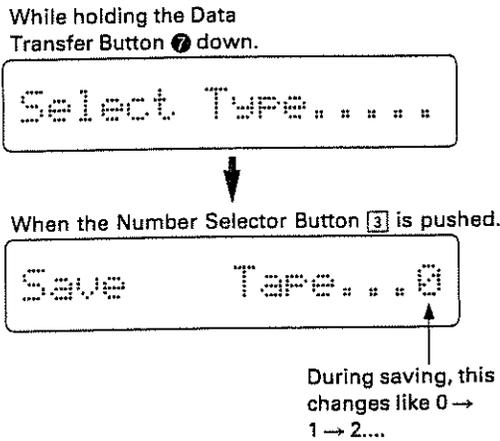 While holding the Data
Transfer Button ❼ down.
Select Type.....
When the Number Selector Button 3 is pushed.
Save Tape...0
During saving, this
changes like 0 →
1 → 2....